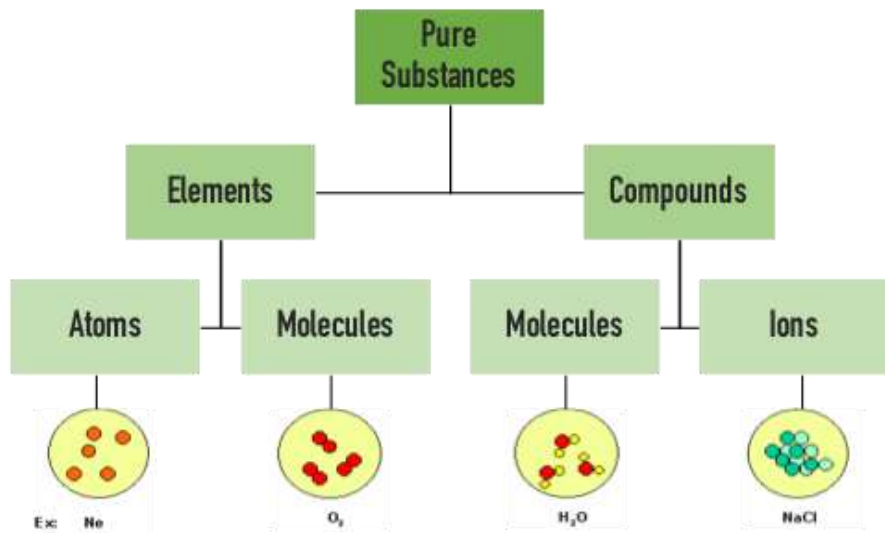 Pure
Substances
Elements
Compounds
Atoms
Molecules
Molecules
Ions
Ex: Ne
O₂
H₂O
NaCl